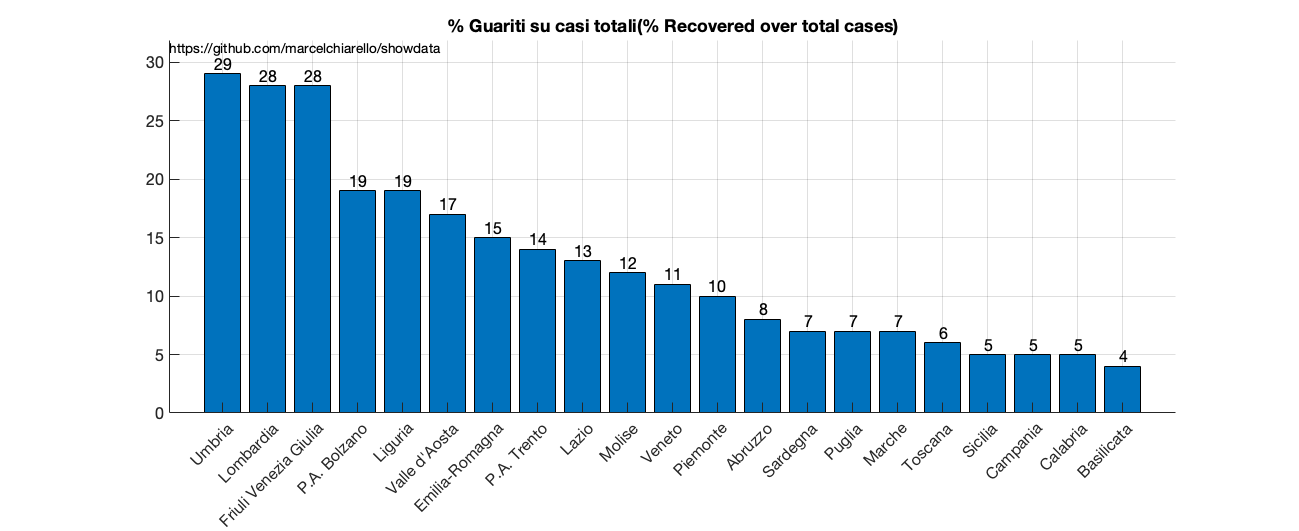 % Guariti su casi totali(% Recovered over total cases)
https://github.com/marcelchiarello/showdata
30
25
20
15
10
5
0
29
28
28
19
19
17
15
14
13
12
11
10
8
7
7
7
6
5
5
5
4
Umbria
Lombardia
Friuli Venezia Giulia
P.A. Bolzano
Liguria
Valle d'Aosta
Emilia-Romagna
P.A. Trento
Lazio
Molise
Veneto
Piemonte
Abruzzo
Sardegna
Puglia
Marche
Toscana
Sicilia
Campania
Calabria
Basilicata